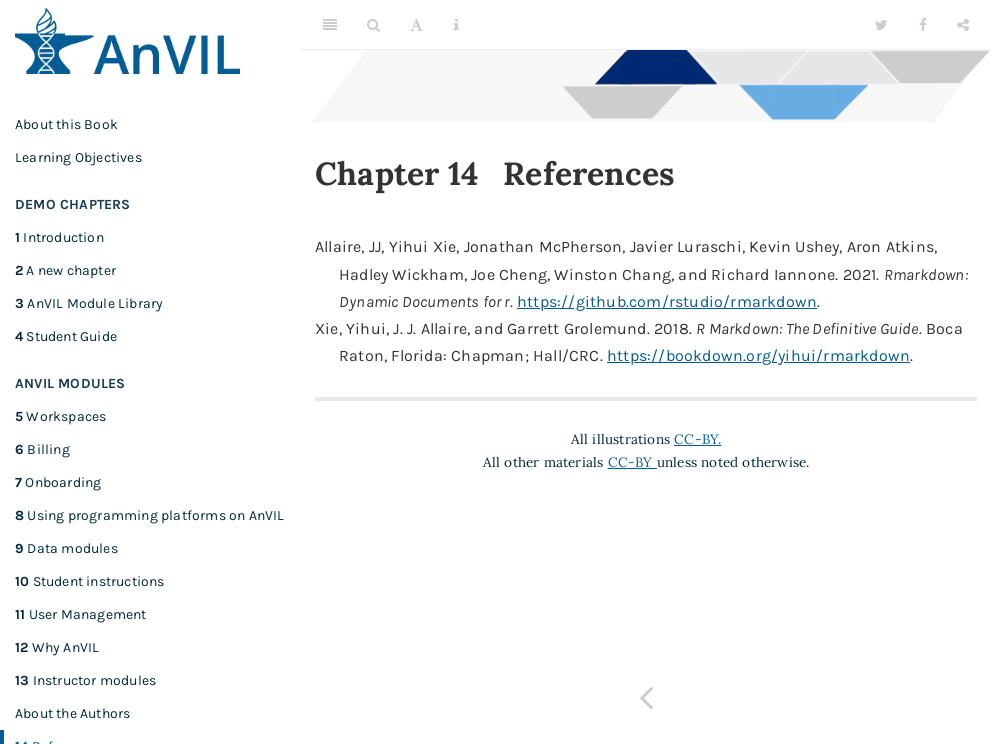 AnVIL
About this Book
Learning Objectives
DEMO CHAPTERS
1 Introduction
2 A new chapter
3 AnVIL Module Library
4 Student Guide
ANVIL MODULES
5 Workspaces
6 Billing
7 Onboarding
8 Using programming platforms on AnVIL
9 Data modules
10 Student instructions
11 User Management
12 Why AnVIL
13 Instructor modules
About the Authors
Chapter 14 References
Allaire, JJ, Yihui Xie, Jonathan McPherson, Javier Luraschi, Kevin Ushey, Aron Atkins,
Hadley Wickham, Joe Cheng, Winston Chang, and Richard Iannone. 2021. Rmarkdown:
Dynamic Documents for r. https://github.com/rstudio/rmarkdown.
Xie, Yihui, J. J. Allaire, and Garrett Grolemund. 2018. R Markdown: The Definitive Guide. Boca
Raton, Florida: Chapman; Hall/CRC. https://bookdown.org/yihui/rmarkdown.
All illustrations CC-BY.
All other materials CC-BY unless noted otherwise.